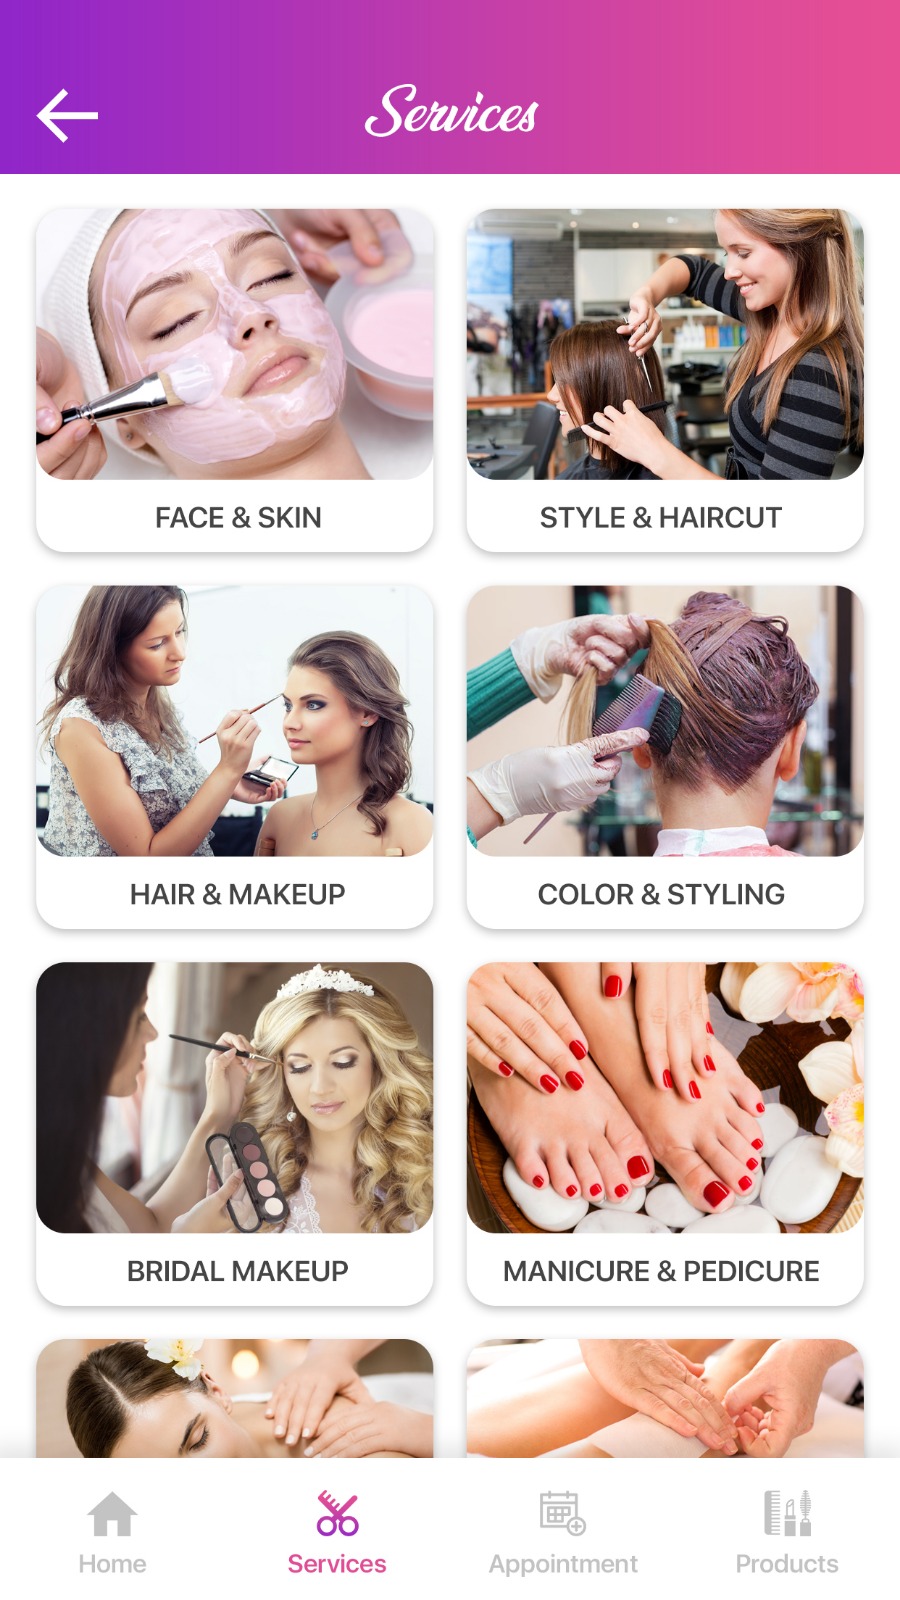 Services
FACE & SKIN
STYLE & HAIRCUT
HAIR & MAKEUP
COLOR & STYLING
BRIDAL MAKEUP
MANICURE & PEDICURE
Home
Services
Appointment
Products